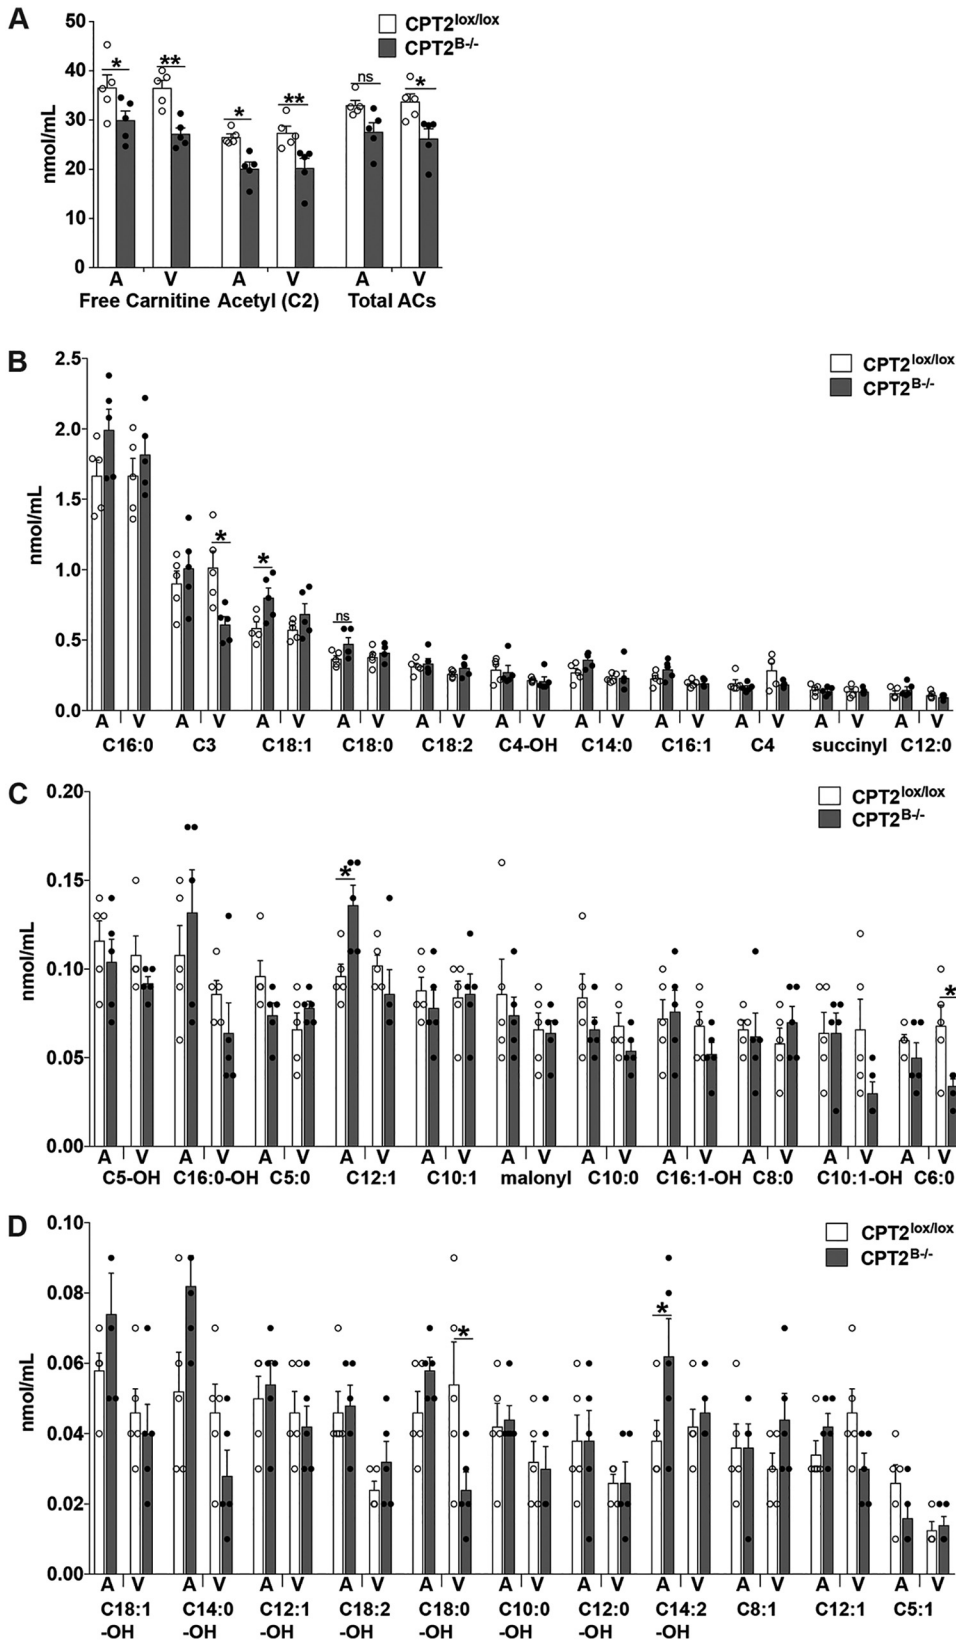 A
50
40
30
20
10
0
nmol/mL
CPT2lox/lox
CPT2B-/-
* ** * ** ns *
A V A V A V
Free Carnitine Acetyl (C2) Total ACs
B
2.5
2.0
1.5
1.0
0.5
0.0
nmol/mL
CPT2lox/lox
CPT2B-/-
* * ns
A V A V A V A V A V A V A V A V A V A V A V
C16:0 C3 C18:1 C18:0 C18:2 C4-OH C14:0 C16:1 C4 succinyl C12:0
C
0.20
0.15
0.10
0.05
0.00
nmol/mL
CPT2lox/lox
CPT2B-/-
* *
A V A V A V A V A V A V A V A V A V A V A V
C5-OH C16:0-OH C5:0 C12:1 C10:1 malonyl C10:0 C16:1-OH C8:0 C10:1-OH C6:0
D
0.10
0.08
0.06
0.04
0.02
0.00
nmol/mL
CPT2lox/lox
CPT2B-/-
* *
A V A V A V A V A V A V A V A V A V A V A V
C18:1 C14:0 C12:1 C18:2 C18:0 C10:0 C12:0 C14:2 C8:1 C12:1 C5:1
-OH -OH -OH -OH -OH -OH -OH -OH